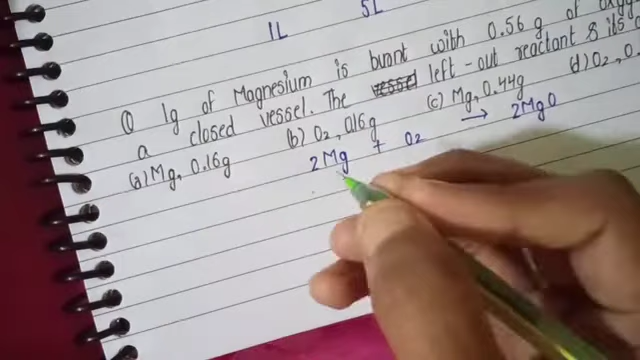 1L 5L
Q 1g of Magnesium is burnt with 0.56 g of
a closed vessel. The left-out reactant & its
(a) Mg, 0.16g (b) O2, 0.16g (c) Mg, 0.44g (d) O2, 0.
2Mg + O2 → 2MgO